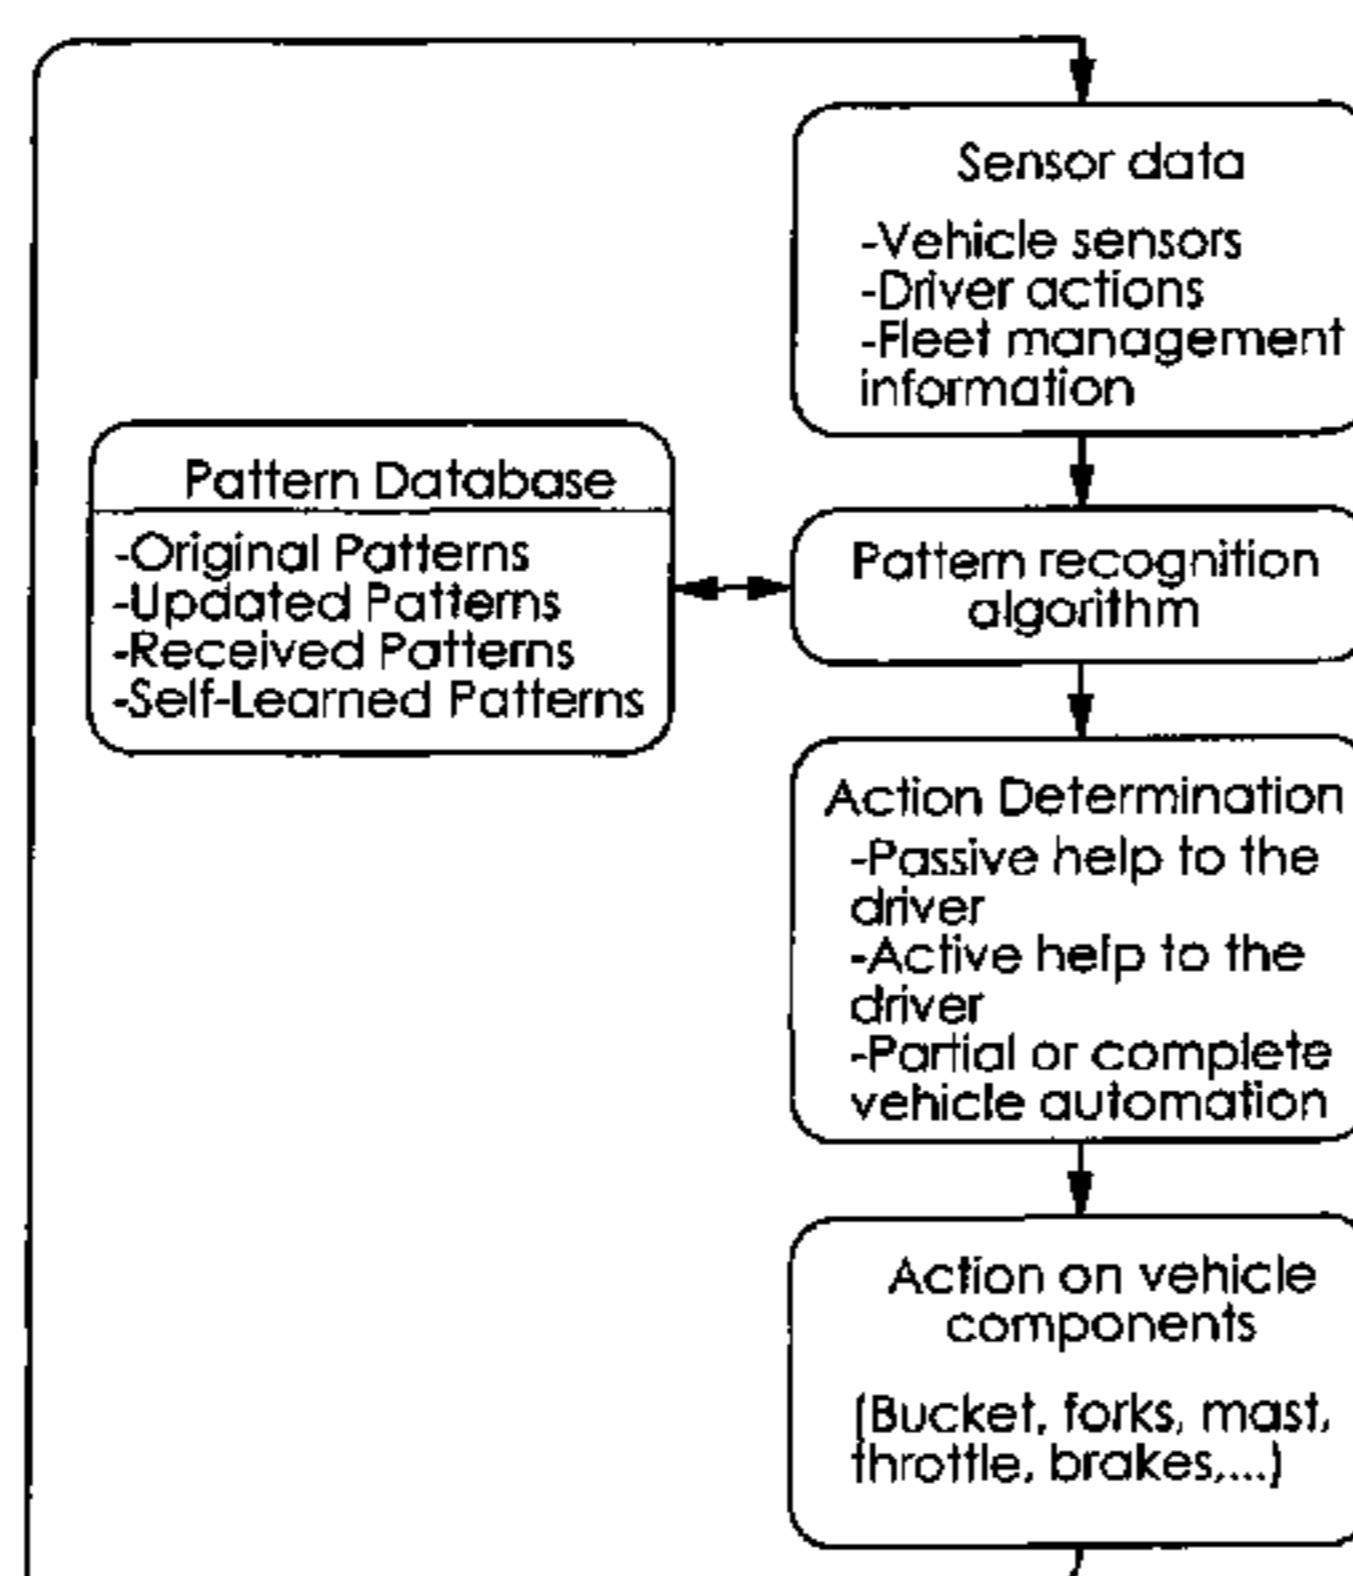 Sensor data
-Vehicle sensors
-Driver actions
-Fleet management
information
Pattern Database
-Original Patterns
-Updated Patterns
-Received Patterns
-Self-Learned Patterns
Pattern recognition
algorithm
Action Determination
-Passive help to the
driver
-Active help to the
driver
-Partial or complete
vehicle automation
Action on vehicle
components
(Bucket, forks, mast,
throttle, brakes,...)